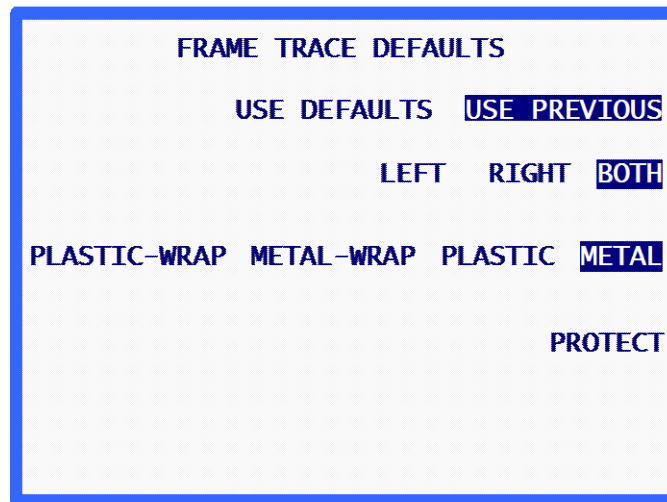 FRAME TRACE DEFAULTS
USE DEFAULTS USE PREVIOUS
LEFT RIGHT BOTH
PLASTIC-WRAP METAL-WRAP PLASTIC METAL
PROTECT